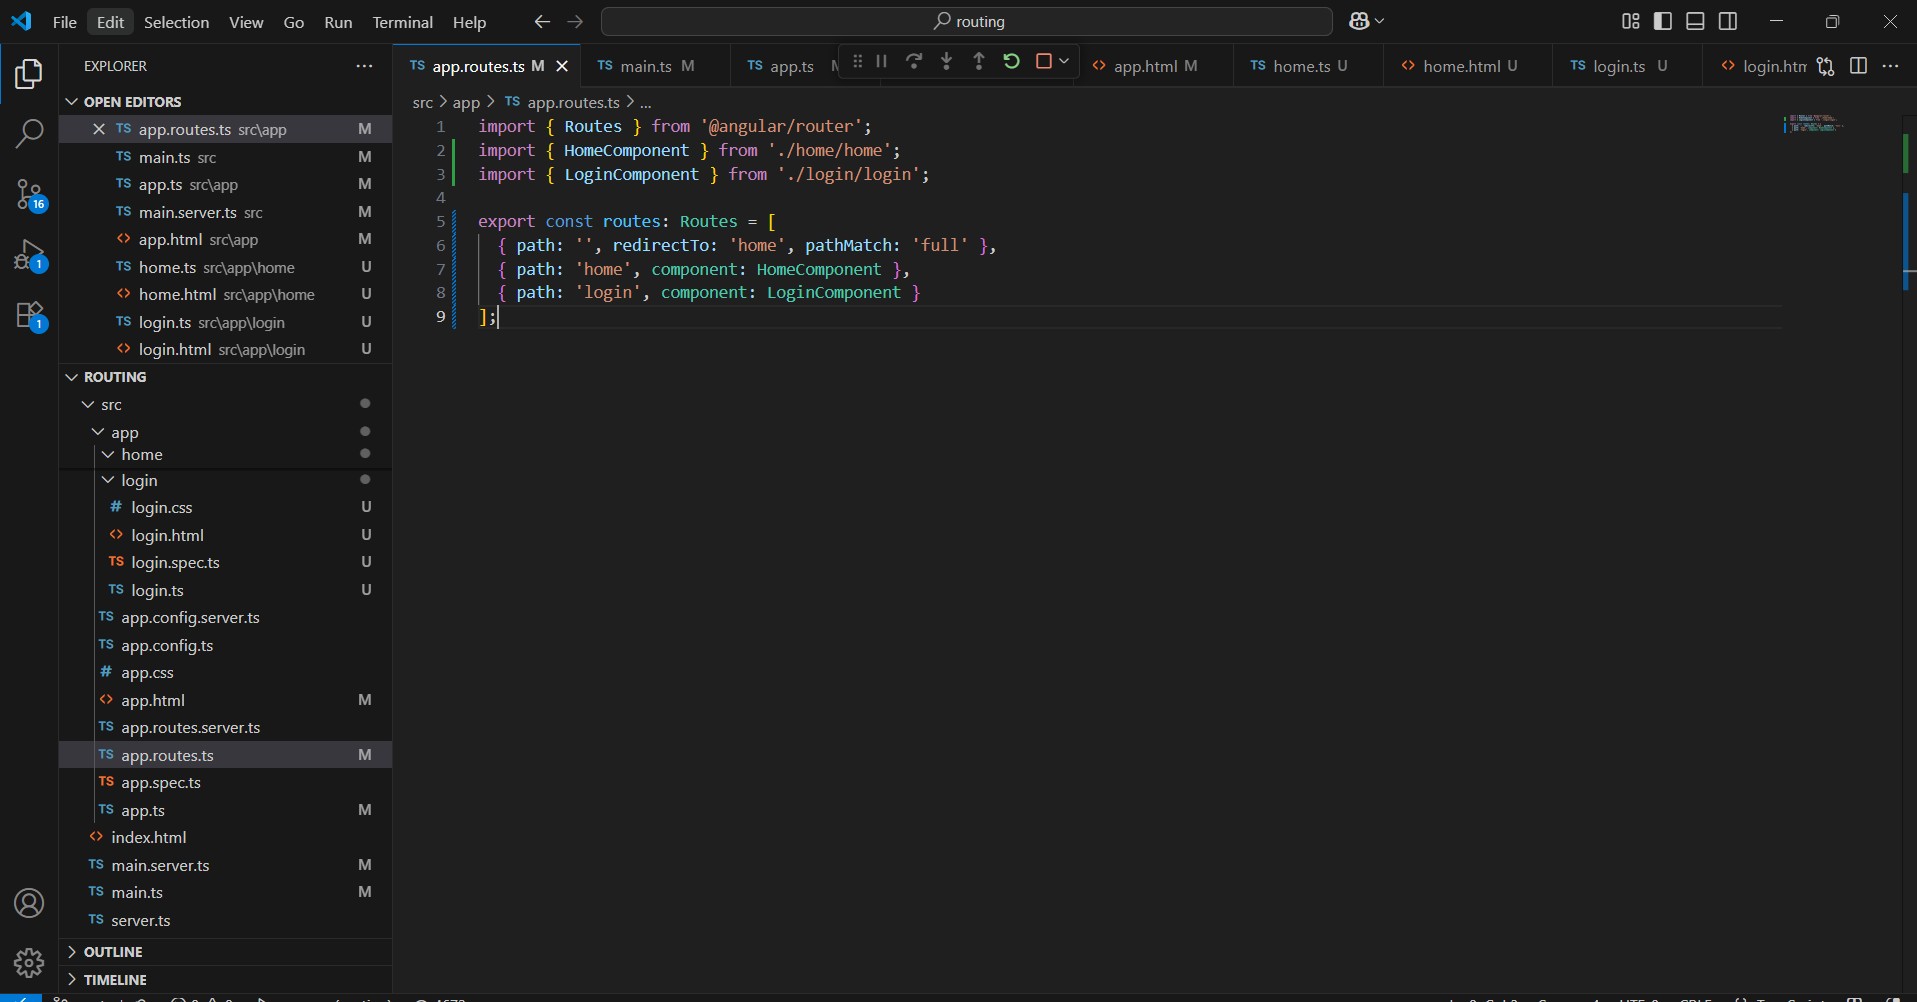 File Edit Selection View Go Run Terminal Help
routing
EXPLORER
OPEN EDITORS
TS app.routes.ts src\app M
TS main.ts src M
TS app.ts src\app M
TS main.server.ts src M
<> app.html src\app M
TS home.ts src\app\home U
<> home.html src\app\home U
TS login.ts src\app\login U
<> login.html src\app\login U
ROUTING
src
app
home
login
# login.css U
<> login.html U
TS login.spec.ts U
TS login.ts U
TS app.config.server.ts
TS app.config.ts
# app.css
<> app.html M
TS app.routes.server.ts
TS app.routes.ts M
TS app.spec.ts
TS app.ts M
<> index.html
TS main.server.ts M
TS main.ts M
TS server.ts
OUTLINE
TIMELINE
16
1
1
TS app.routes.ts M TS main.ts M TS app.ts <> app.html M TS home.ts U <> home.html U TS login.ts U <> login.htm
src > app > TS app.routes.ts > ...
1 import { Routes } from '@angular/router';
2 import { HomeComponent } from './home/home';
3 import { LoginComponent } from './login/login';
4
5 export const routes: Routes = [
6 { path: '', redirectTo: 'home', pathMatch: 'full' },
7 { path: 'home', component: HomeComponent },
8 { path: 'login', component: LoginComponent }
9 ];